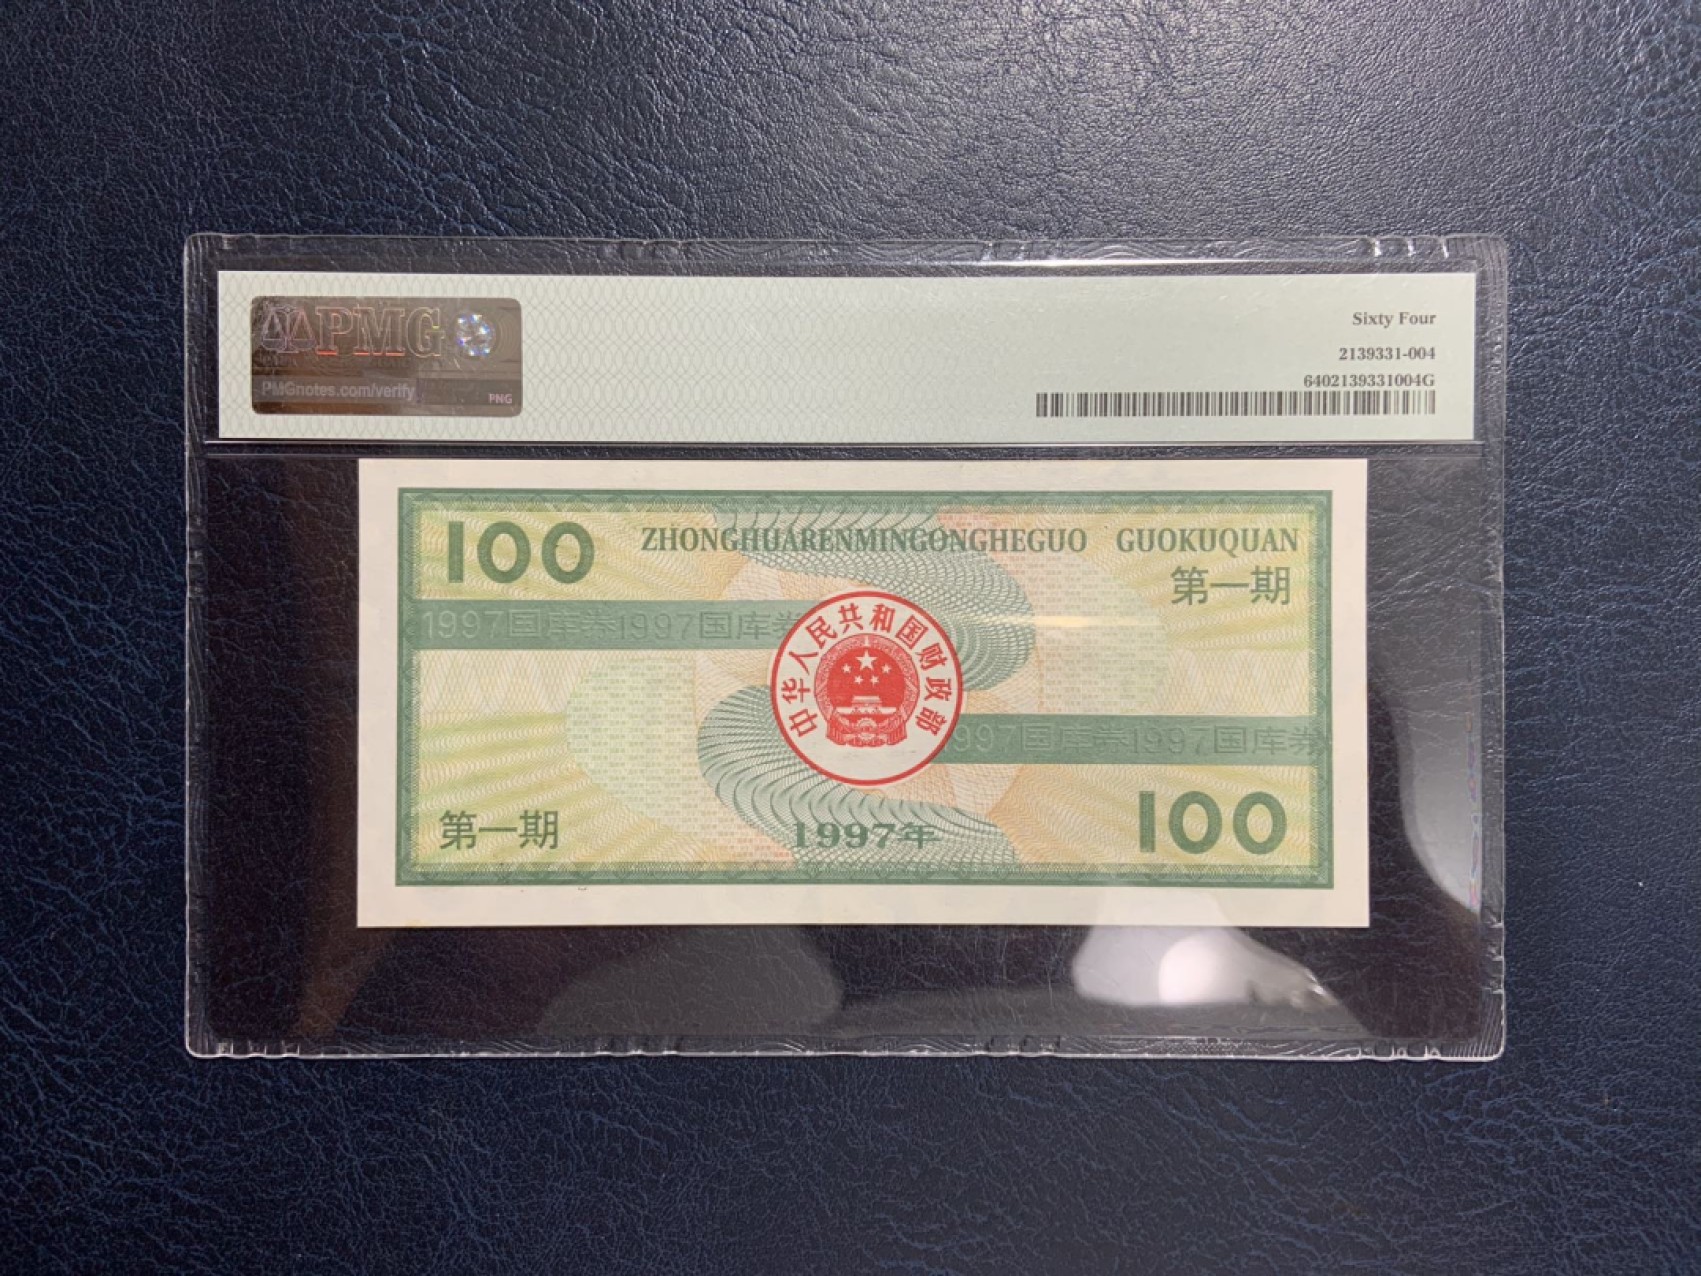 PMG
PMGnotes.com/verify
PNG
Sixty Four
2139331-004
6402139331004G
100
ZHONGHUARENMINGONGHEGUO GUOKUQUAN
第一期
1997国库券1997国库券
中华人民共和国财政部
1997国库券1997国库券
第一期
1997年
100